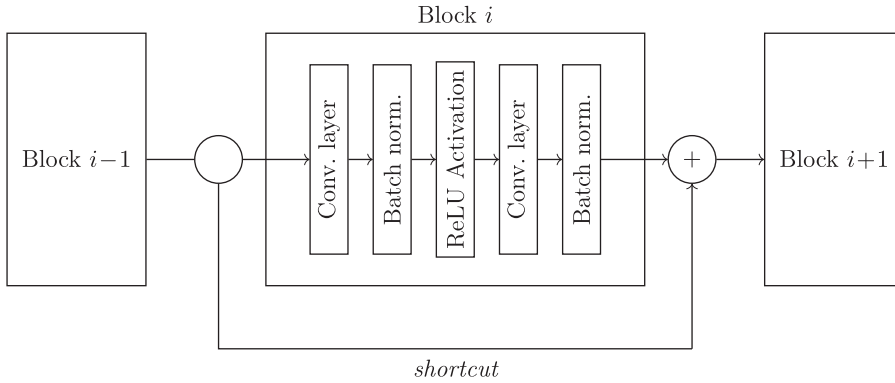 Block i
Block i−1
Conv. layer
Batch norm.
ReLU Activation
Conv. layer
Batch norm.
+
Block i+1
shortcut